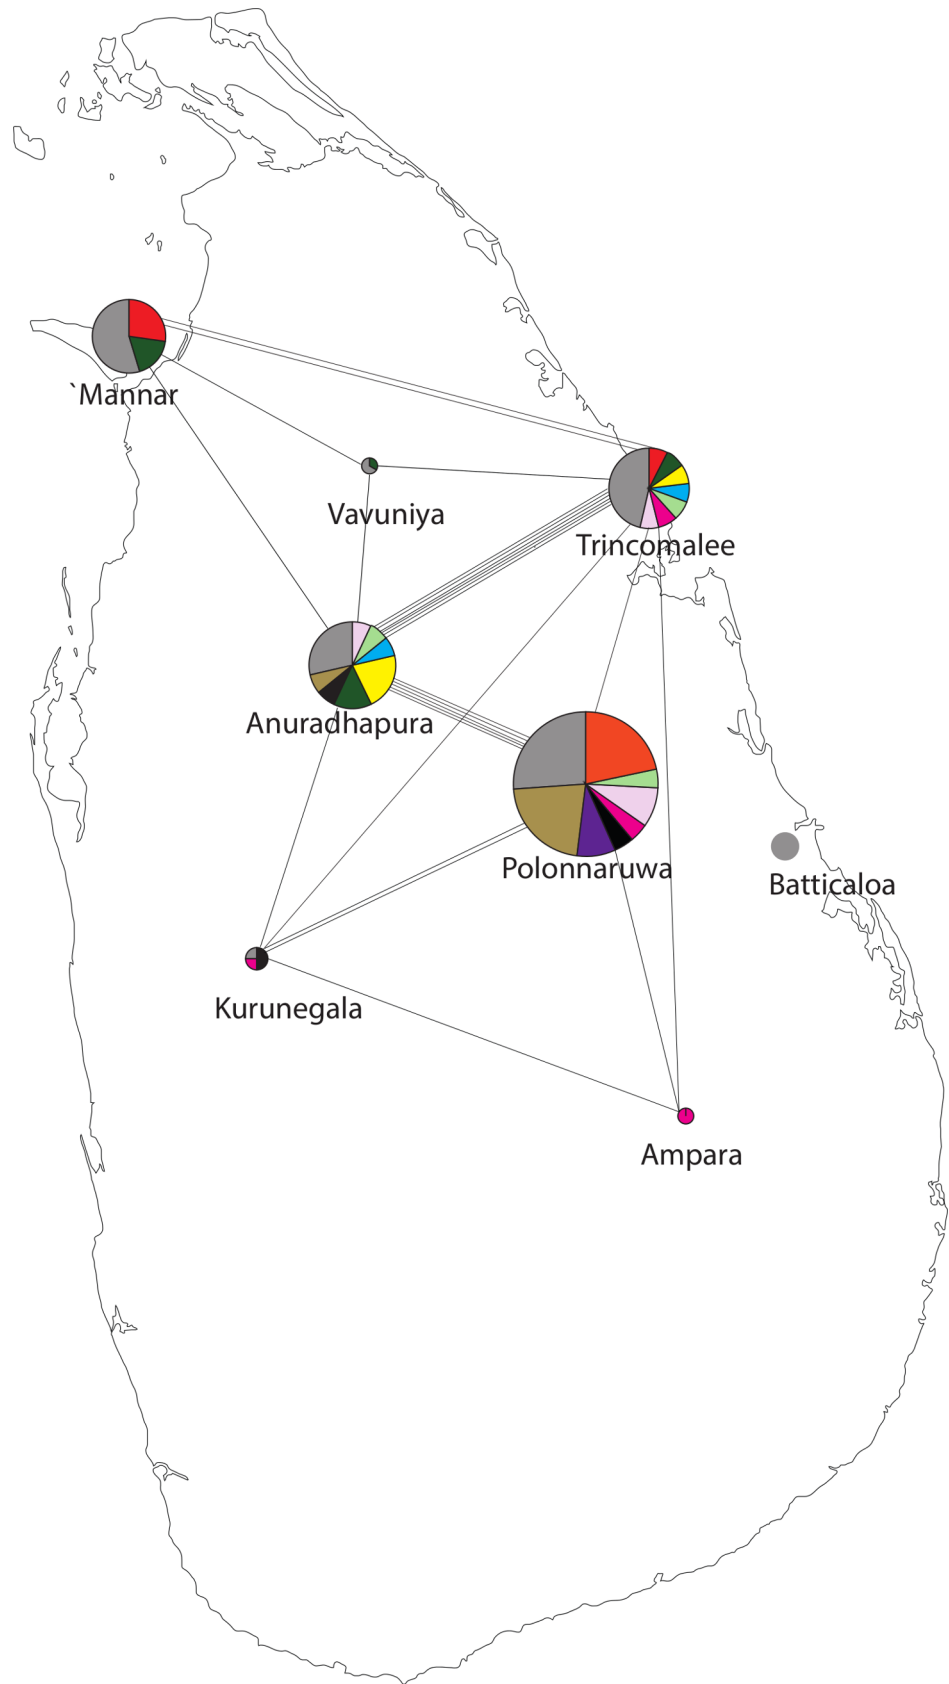 `Mannar
Vavuniya
Trincomalee
Anuradhapura
Polonnaruwa
Batticaloa
Kurunegala
Ampara